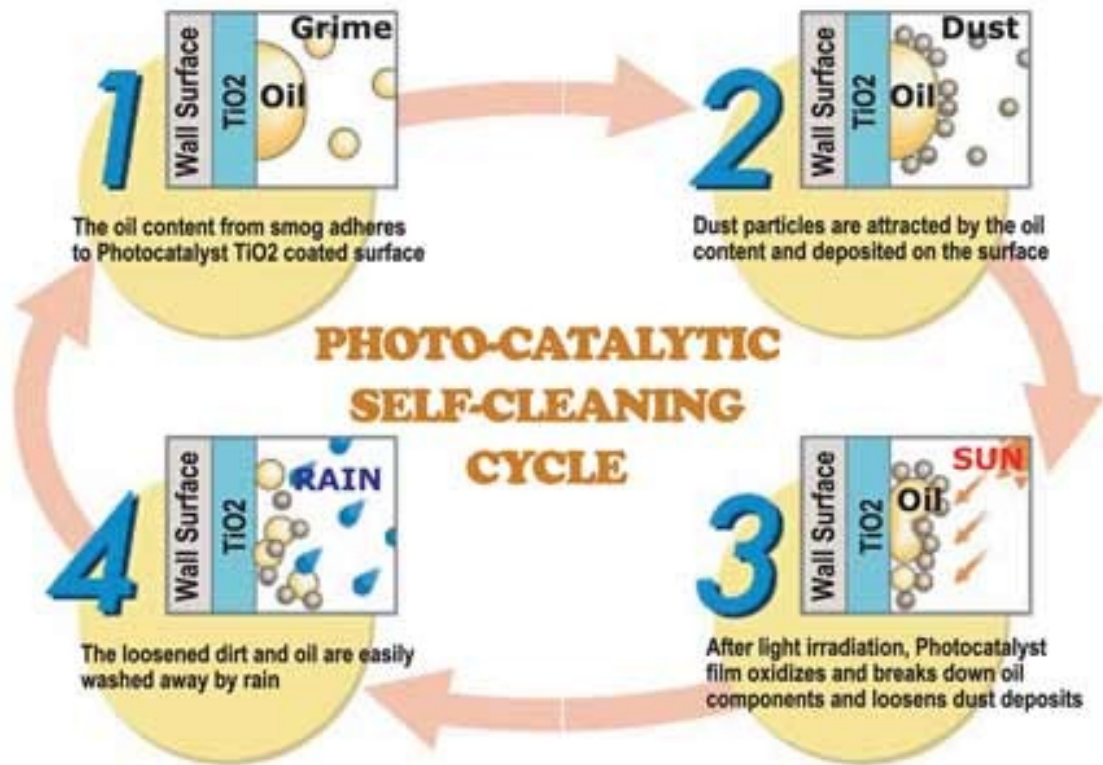 1
Wall Surface
TiO2
Oil
Grime
The oil content from smog adheres
to Photocatalyst TiO2 coated surface
2
Wall Surface
TiO2
Oil
Dust
Dust particles are attracted by the oil
content and deposited on the surface
PHOTO-CATALYTIC
SELF-CLEANING
CYCLE
3
Wall Surface
TiO2
Oil
SUN
After light irradiation, Photocatalyst
film oxidizes and breaks down oil
components and loosens dust deposits
4
Wall Surface
TiO2
RAIN
The loosened dirt and oil are easily
washed away by rain